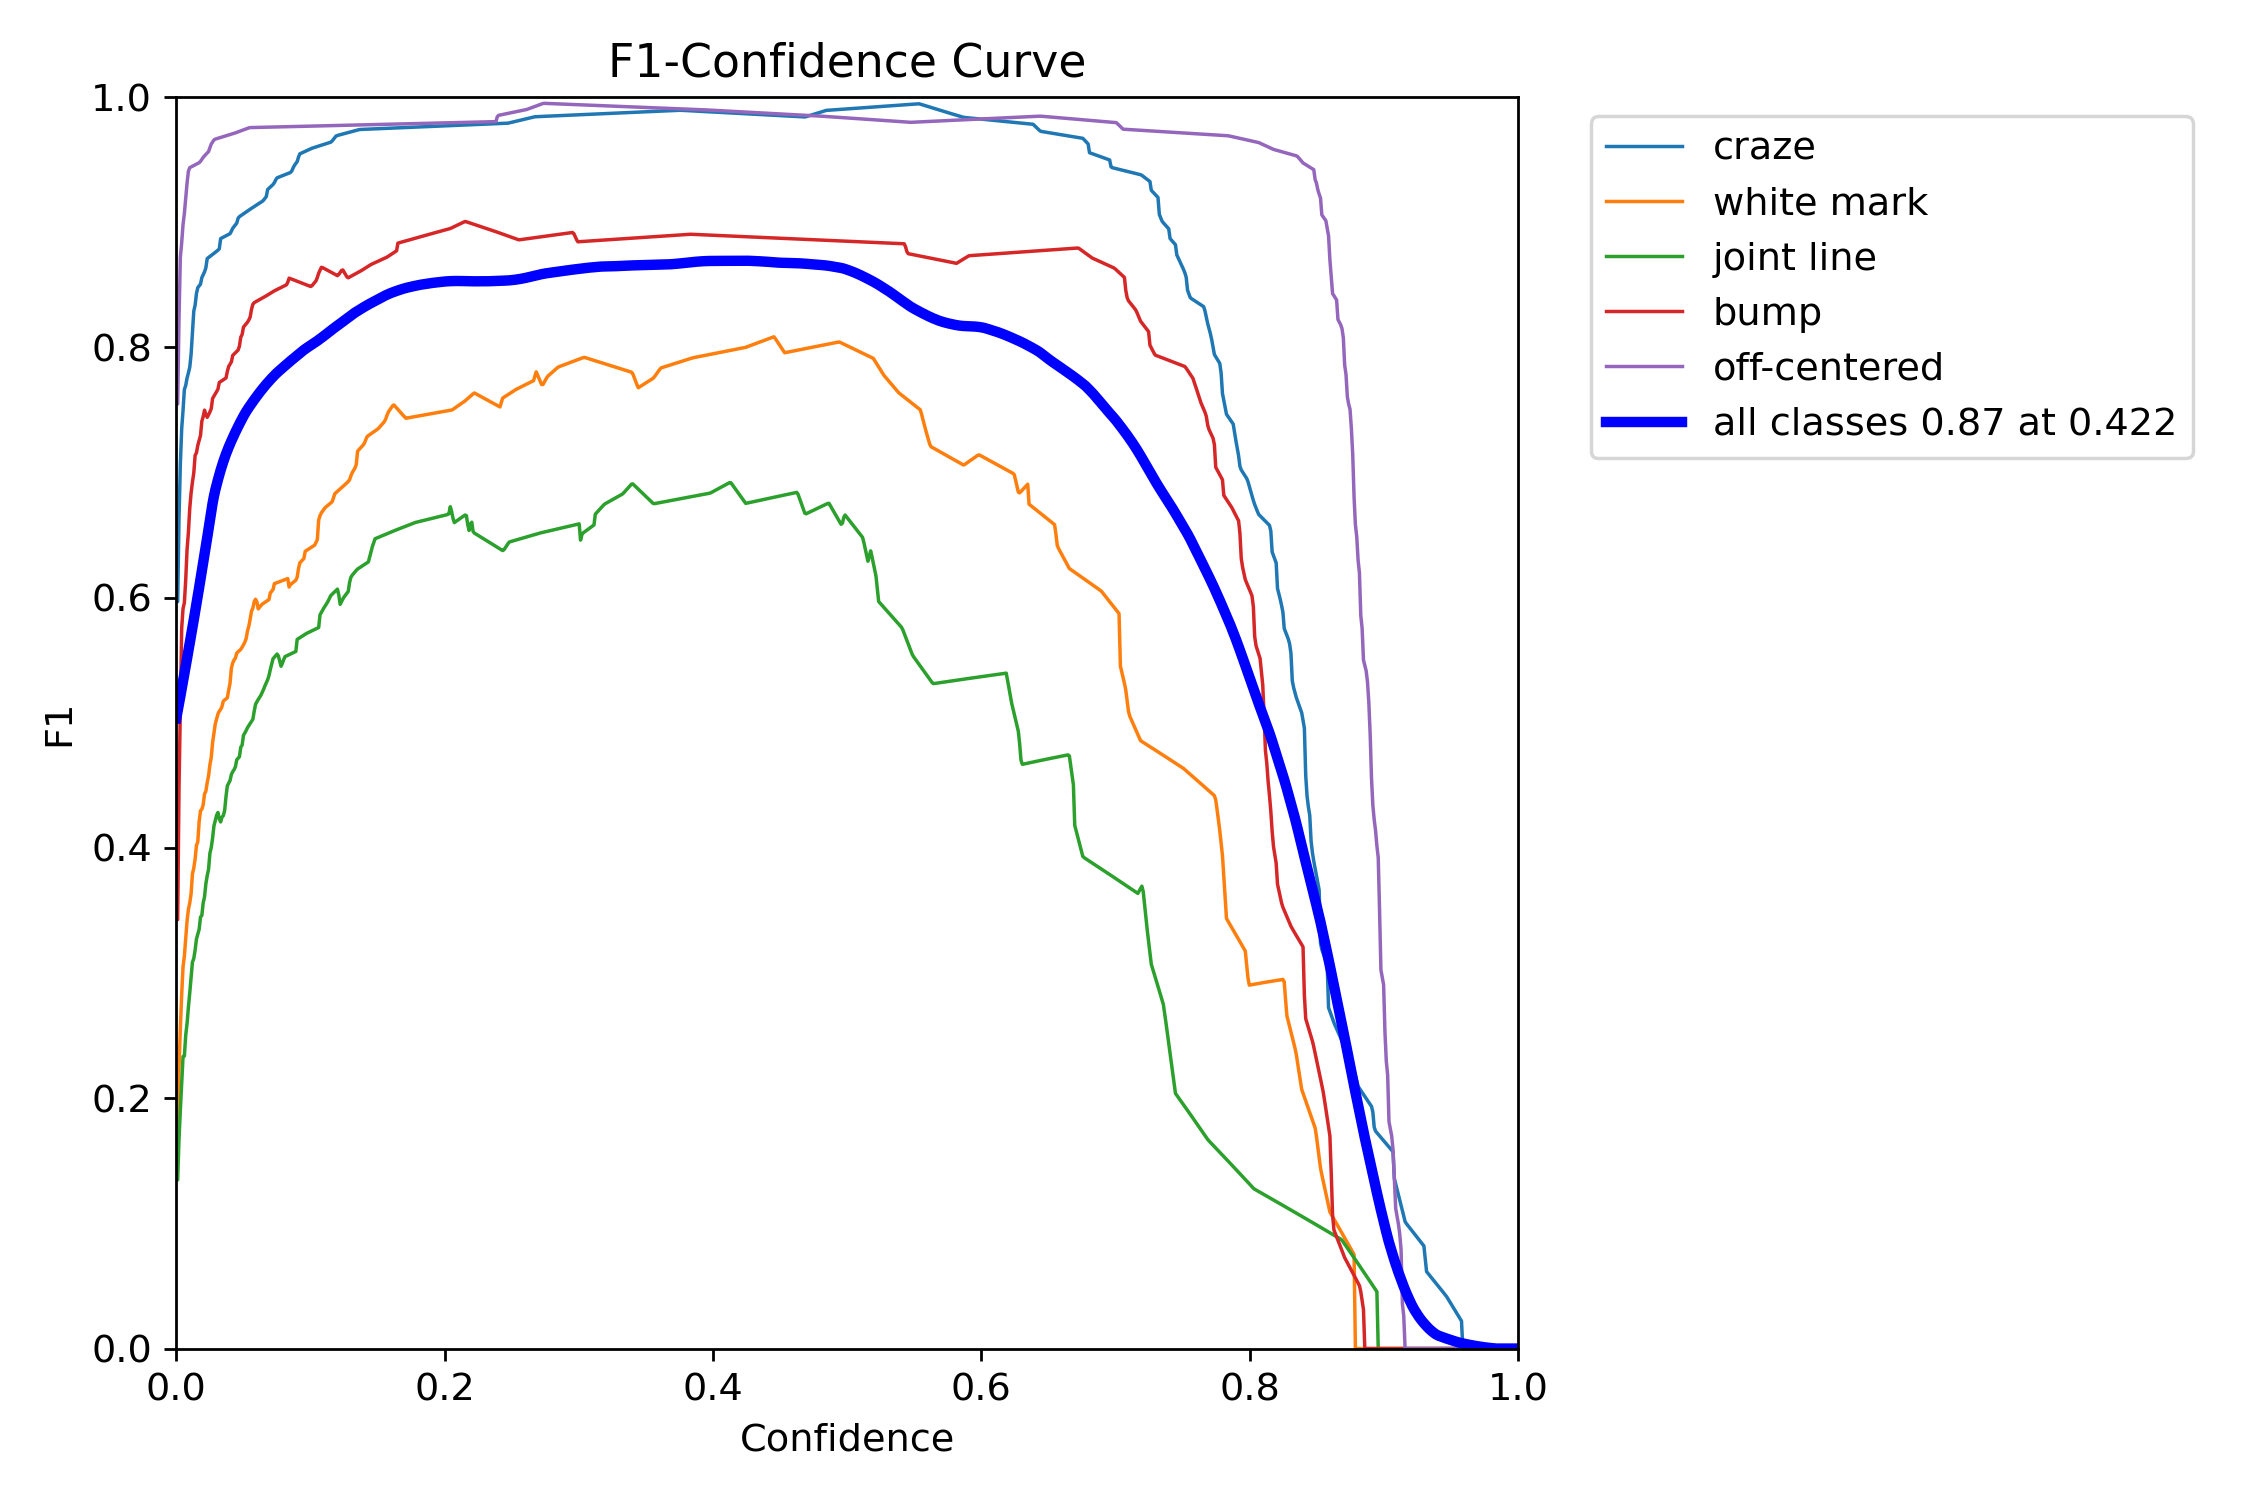 F1-Confidence Curve
1.0
0.8
0.6
0.4
0.2
0.0
F1
0.0 0.2 0.4 0.6 0.8 1.0
Confidence
craze
white mark
joint line
bump
off-centered
all classes 0.87 at 0.422